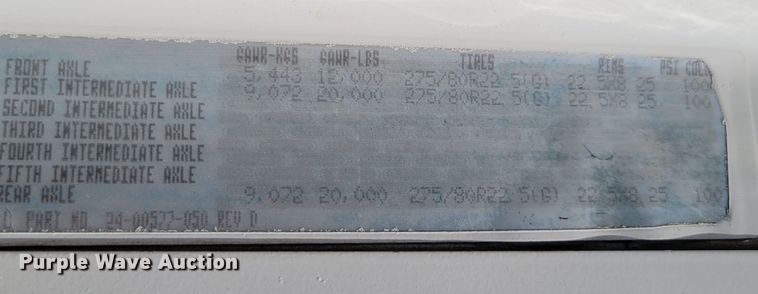 GAWR-KGS GAWR-LBS TIRES RIMS PSI COLD
FRONT AXLE 5,443 12,000 275/80R22.5(G) 22.5X8.25 100
FIRST INTERMEDIATE AXLE 9,072 20,000 275/80R22.5(G) 22.5X8.25 100
SECOND INTERMEDIATE AXLE
THIRD INTERMEDIATE AXLE
FOURTH INTERMEDIATE AXLE
FIFTH INTERMEDIATE AXLE
REAR AXLE 9,072 20,000 275/80R22.5(G) 22.5X8.25 100
PART NO. 24-00577-050 REV D
Purple Wave Auction